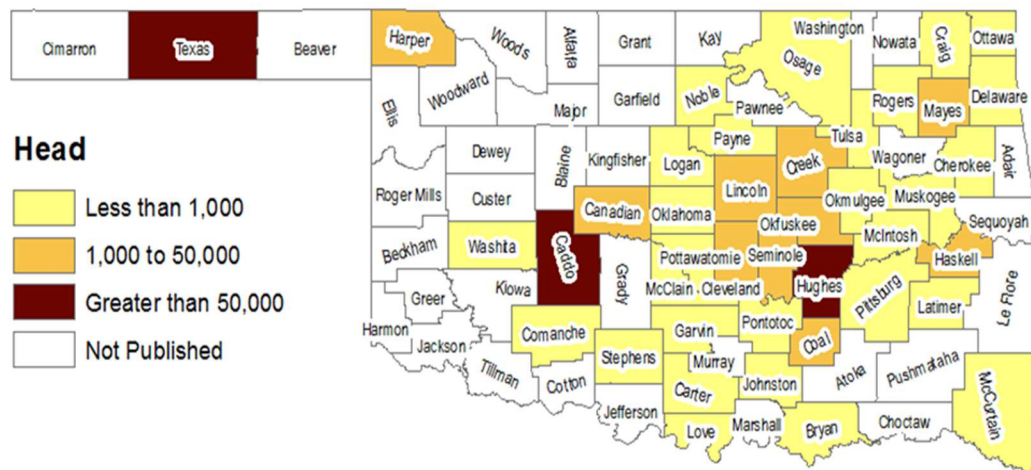 Cimarron
Texas
Beaver
Harper
Woods
Alfalfa
Grant
Kay
Washington
Osage
Nowata
Craig
Ottawa
Ellis
Woodward
Major
Garfield
Noble
Pawnee
Rogers
Mayes
Delaware
Head
Less than 1,000
1,000 to 50,000
Greater than 50,000
Not Published
Dewey
Blaine
Kingfisher
Logan
Payne
Creek
Tulsa
Wagoner
Cherokee
Adair
Roger Mills
Custer
Canadian
Oklahoma
Lincoln
Okfuskee
Okmulgee
Muskogee
Sequoyah
Beckham
Washita
Caddo
Grady
Pottawatomie
Seminole
McIntosh
Haskell
Greer
Kiowa
McClain
Cleveland
Hughes
Pittsburg
Latimer
Le Flore
Harmon
Jackson
Comanche
Stephens
Garvin
Pontotoc
Coal
Tillman
Cotton
Murray
Johnston
Atoka
Pushmataha
McCurtain
Jefferson
Carter
Love
Marshall
Bryan
Choctaw